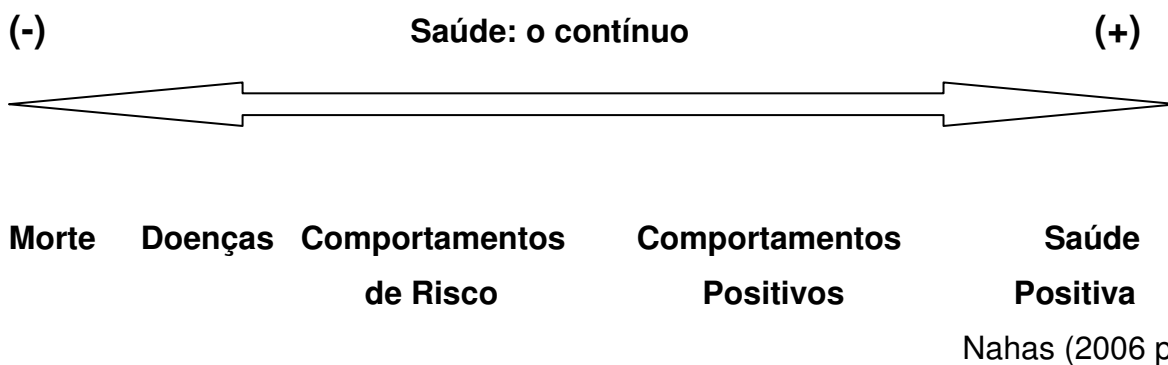 (-) Saúde: o contínuo (+)
Morte Doenças Comportamentos Comportamentos Saúde
de Risco Positivos Positiva
Nahas (2006 p